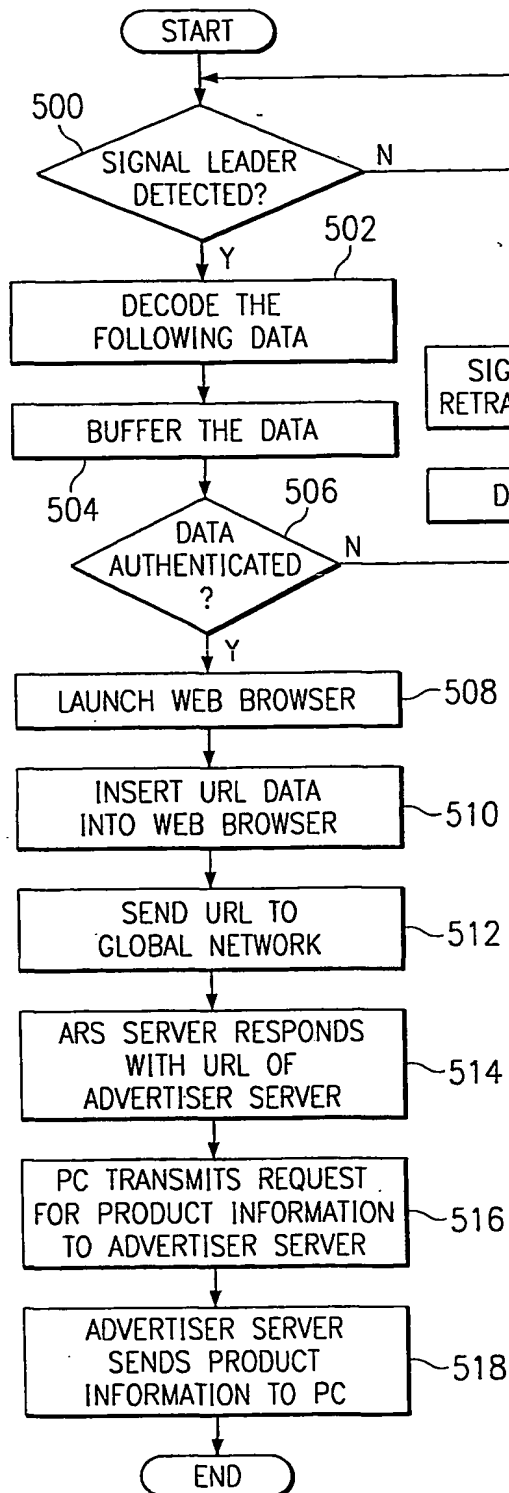 START
500
SIGNAL LEADER
DETECTED?
N
Y
502
DECODE THE
FOLLOWING DATA
BUFFER THE DATA
504
506
DATA
AUTHENTICATED
?
N
Y
LAUNCH WEB BROWSER
508
INSERT URL DATA
INTO WEB BROWSER
510
SEND URL TO
GLOBAL NETWORK
512
ARS SERVER RESPONDS
WITH URL OF
ADVERTISER SERVER
514
PC TRANSMITS REQUEST
FOR PRODUCT INFORMATION
TO ADVERTISER SERVER
516
ADVERTISER SERVER
SENDS PRODUCT
INFORMATION TO PC
518
END